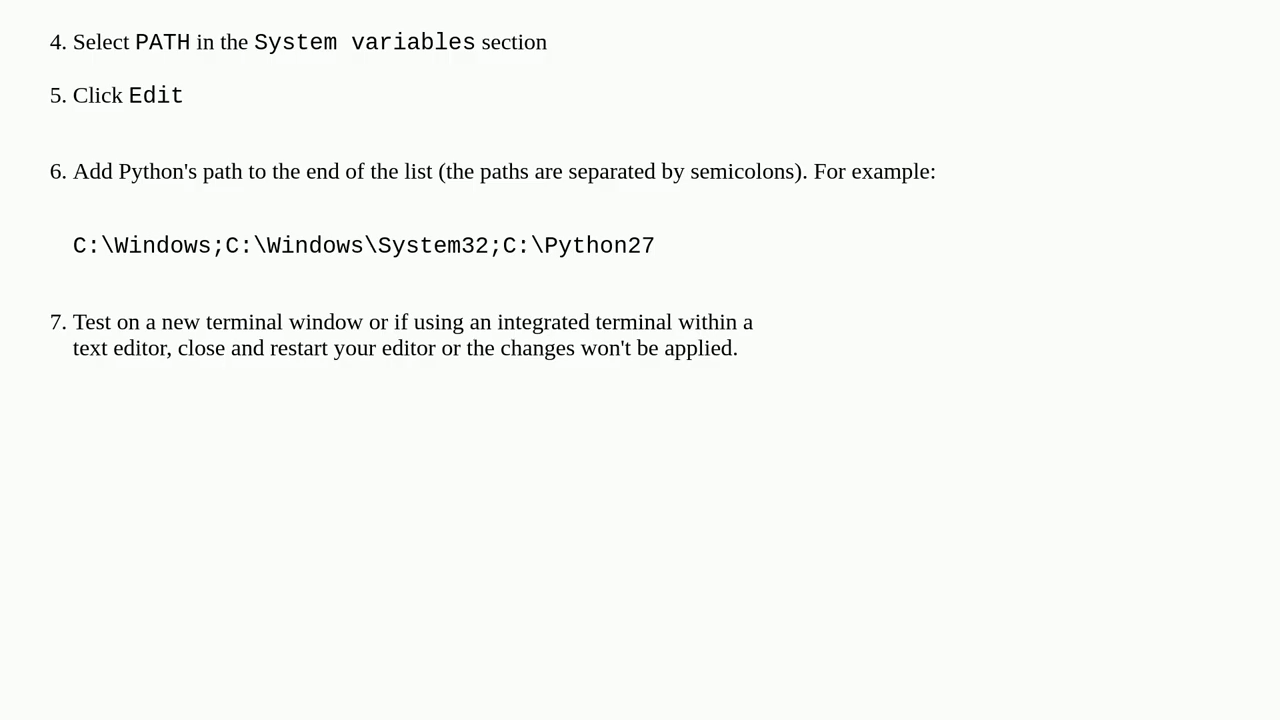 4. Select PATH in the System variables section
5. Click Edit
6. Add Python's path to the end of the list (the paths are separated by semicolons). For example:
C:\Windows;C:\Windows\System32;C:\Python27
7. Test on a new terminal window or if using an integrated terminal within a
text editor, close and restart your editor or the changes won't be applied.